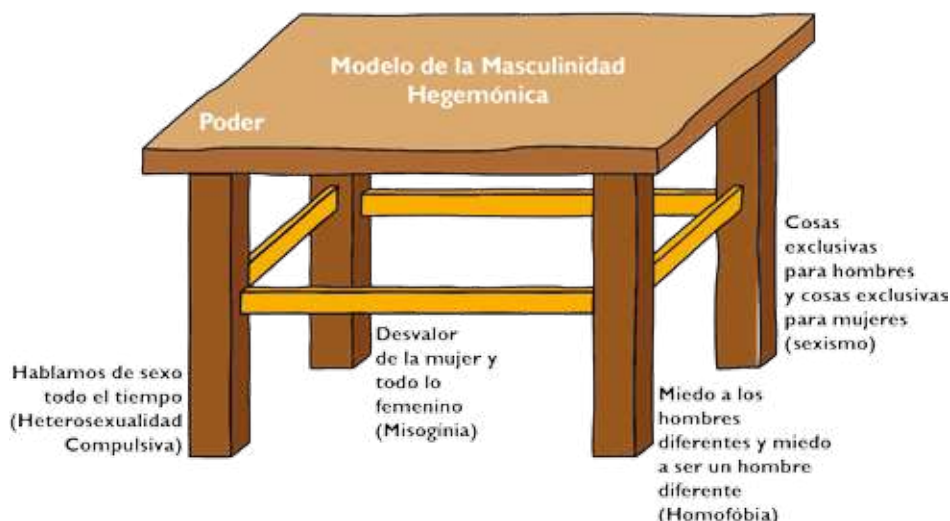 Modelo de la Masculinidad
Hegemónica
Poder
Hablamos de sexo
todo el tiempo
(Heterosexualidad
Compulsiva)
Desvalor
de la mujer y
todo lo
femenino
(Misoginia)
Miedo a los
hombres
diferentes y miedo
a ser un hombre
diferente
(Homofóbia)
Cosas
exclusivas
para hombres
y cosas exclusivas
para mujeres
(sexismo)